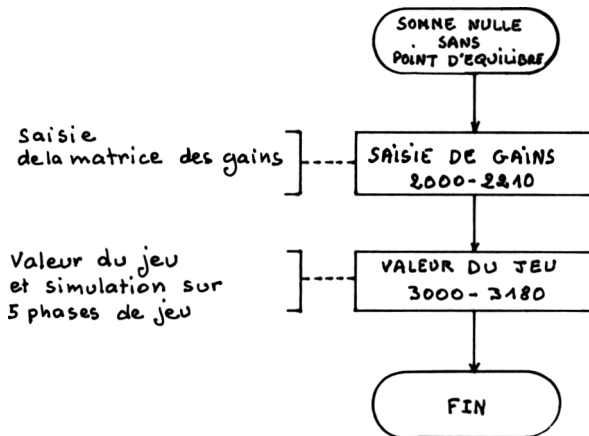 SOMME NULLE
SANS
POINT D'EQUILIBRE
Saisie
de la matrice des gains
SAISIE DE GAINS
2000-2210
Valeur du jeu
et simulation sur
5 phases de jeu
VALEUR DU JEU
3000-3180
FIN